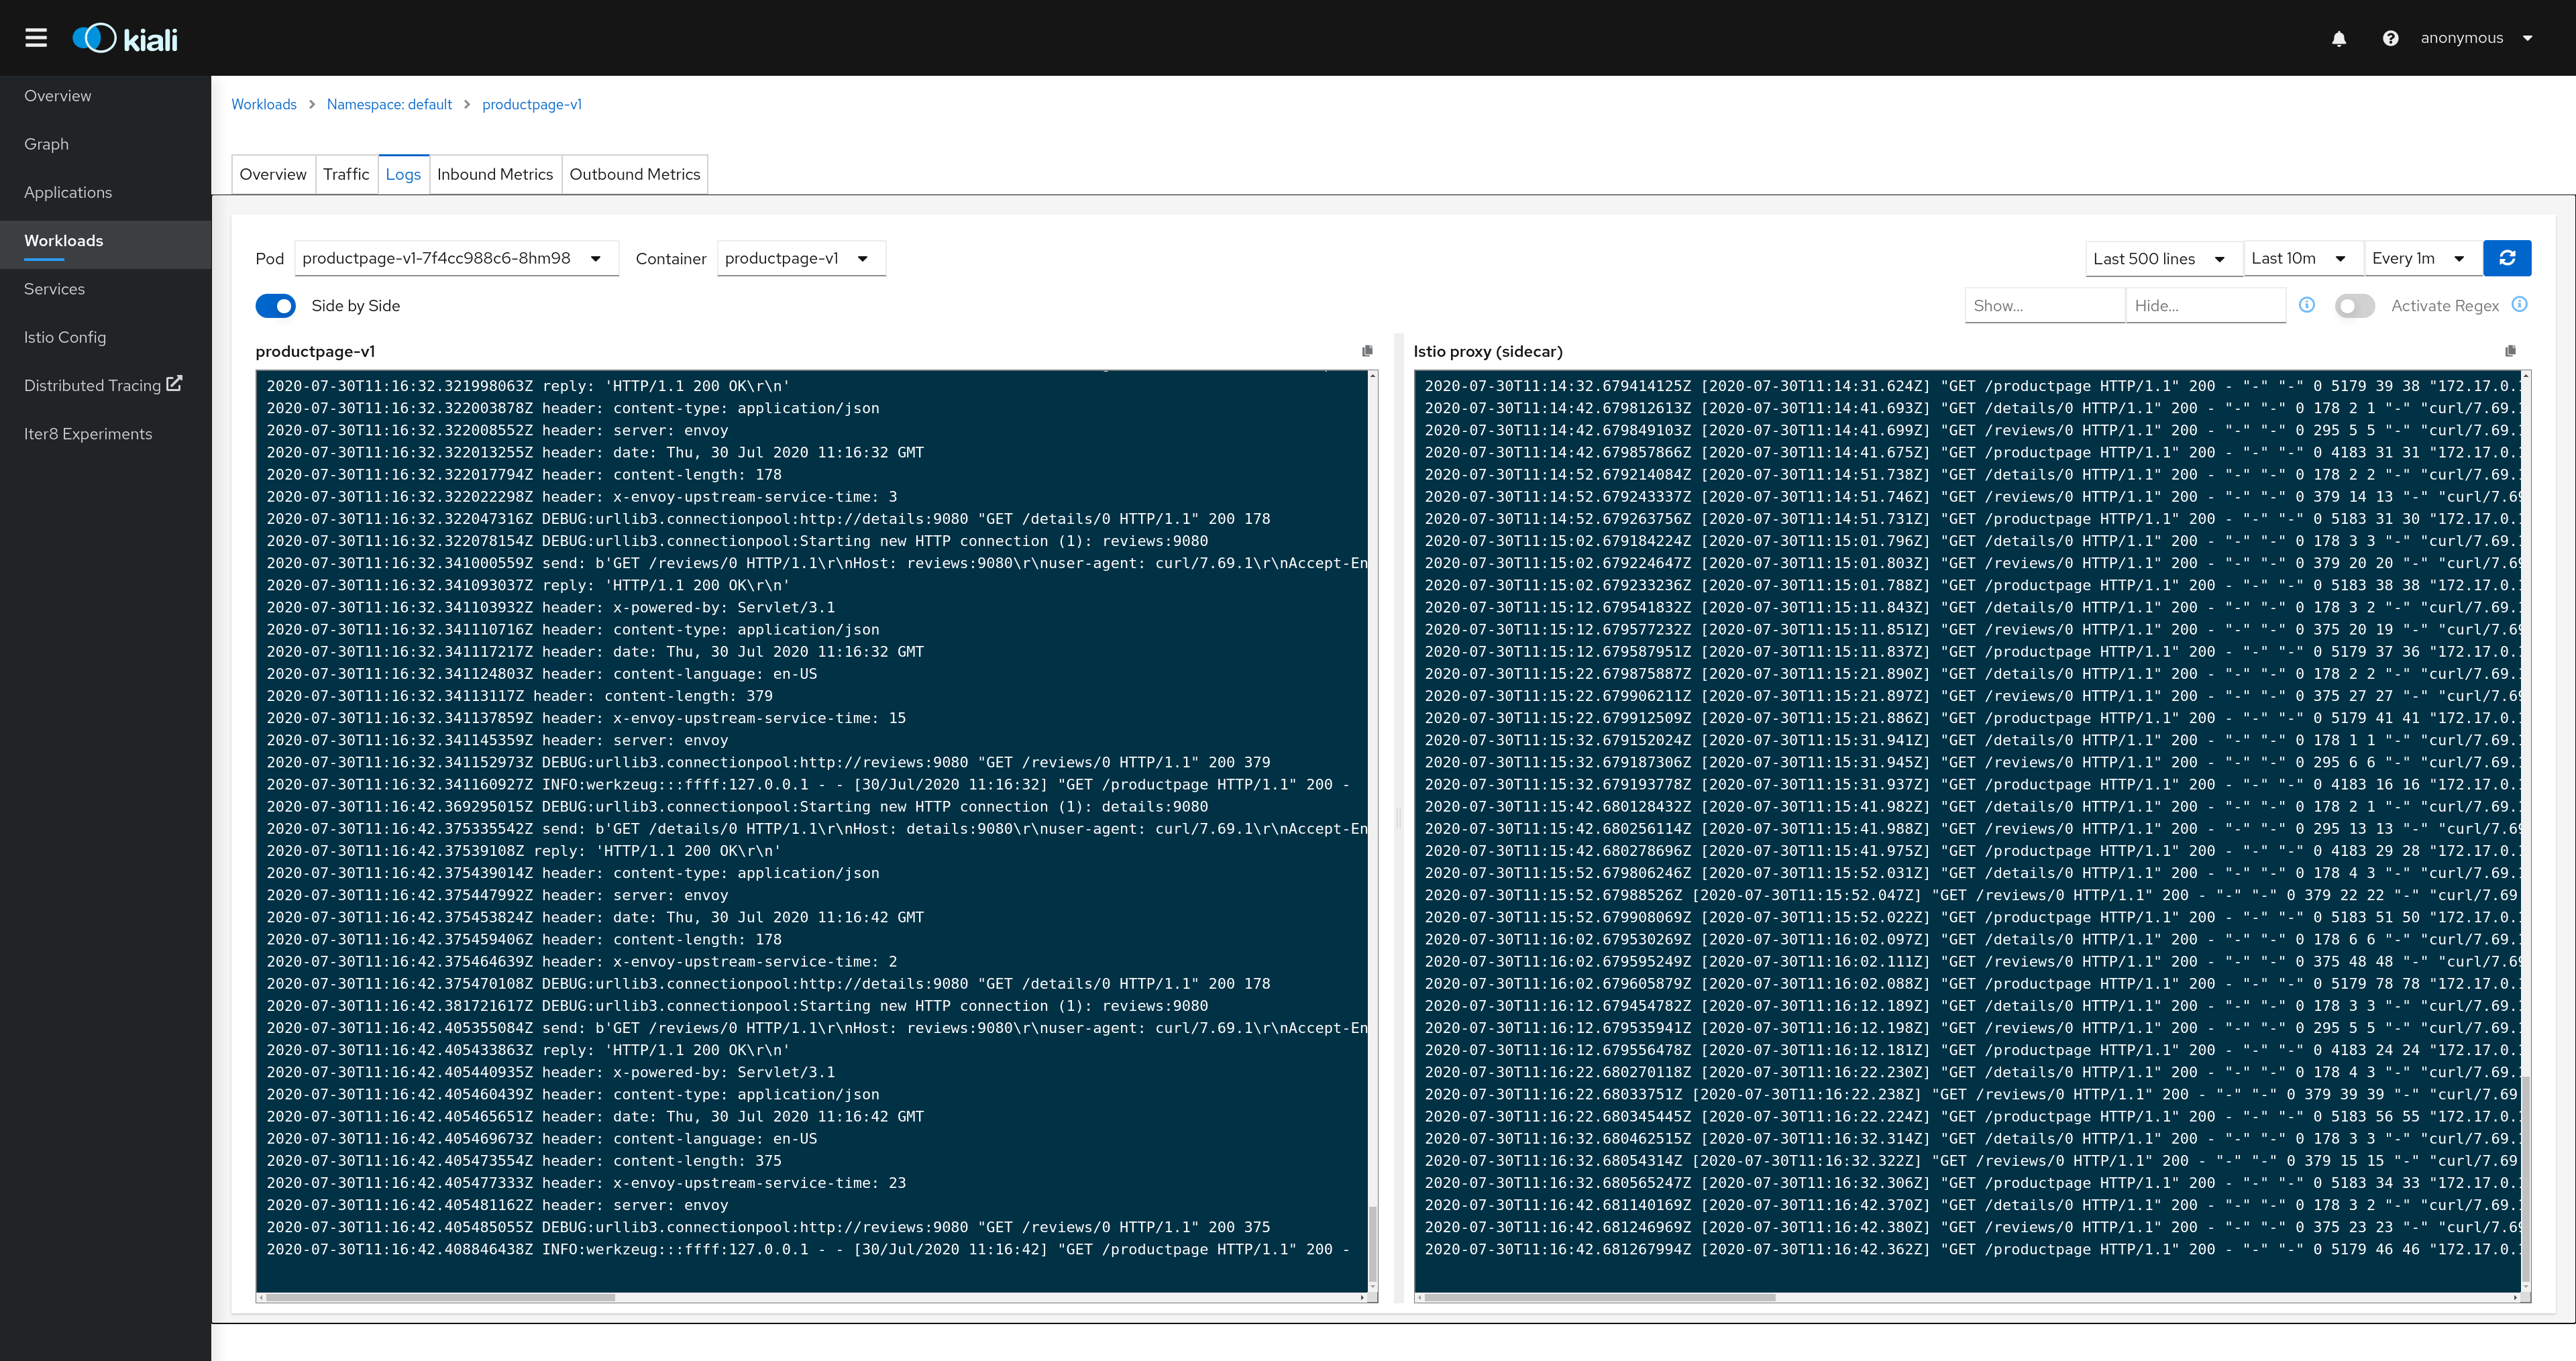 kiali
anonymous
Overview
Graph
Applications
Workloads
Services
Istio Config
Distributed Tracing
Iter8 Experiments
Workloads > Namespace: default > productpage-v1
Overview Traffic Logs Inbound Metrics Outbound Metrics
Pod productpage-v1-7f4cc988c6-8hm98 Container productpage-v1 Last 500 lines Last 10m Every 1m
Side by Side Show... Hide... Activate Regex
productpage-v1
2020-07-30T11:16:32.321998063Z reply: 'HTTP/1.1 200 OK\r\n'
2020-07-30T11:16:32.322003878Z header: content-type: application/json
2020-07-30T11:16:32.322008552Z header: server: envoy
2020-07-30T11:16:32.322013255Z header: date: Thu, 30 Jul 2020 11:16:32 GMT
2020-07-30T11:16:32.322017794Z header: content-length: 178
2020-07-30T11:16:32.322022298Z header: x-envoy-upstream-service-time: 3
2020-07-30T11:16:32.322047316Z DEBUG:urllib3.connectionpool:http://details:9080 "GET /details/0 HTTP/1.1" 200 178
2020-07-30T11:16:32.322078154Z DEBUG:urllib3.connectionpool:Starting new HTTP connection (1): reviews:9080
2020-07-30T11:16:32.341000559Z send: b'GET /reviews/0 HTTP/1.1\r\nHost: reviews:9080\r\nuser-agent: curl/7.69.1\r\nAccept-En
2020-07-30T11:16:32.341093037Z reply: 'HTTP/1.1 200 OK\r\n'
2020-07-30T11:16:32.341103932Z header: x-powered-by: Servlet/3.1
2020-07-30T11:16:32.341110716Z header: content-type: application/json
2020-07-30T11:16:32.341117217Z header: date: Thu, 30 Jul 2020 11:16:32 GMT
2020-07-30T11:16:32.341124803Z header: content-language: en-US
2020-07-30T11:16:32.34113117Z header: content-length: 379
2020-07-30T11:16:32.341137859Z header: x-envoy-upstream-service-time: 15
2020-07-30T11:16:32.341145359Z header: server: envoy
2020-07-30T11:16:32.341152973Z DEBUG:urllib3.connectionpool:http://reviews:9080 "GET /reviews/0 HTTP/1.1" 200 379
2020-07-30T11:16:32.341160927Z INFO:werkzeug:::ffff:127.0.0.1 - - [30/Jul/2020 11:16:32] "GET /productpage HTTP/1.1" 200 -
2020-07-30T11:16:42.369295015Z DEBUG:urllib3.connectionpool:Starting new HTTP connection (1): details:9080
2020-07-30T11:16:42.375335542Z send: b'GET /details/0 HTTP/1.1\r\nHost: details:9080\r\nuser-agent: curl/7.69.1\r\nAccept-En
2020-07-30T11:16:42.37539108Z reply: 'HTTP/1.1 200 OK\r\n'
2020-07-30T11:16:42.375439014Z header: content-type: application/json
2020-07-30T11:16:42.375447992Z header: server: envoy
2020-07-30T11:16:42.375453824Z header: date: Thu, 30 Jul 2020 11:16:42 GMT
2020-07-30T11:16:42.375459406Z header: content-length: 178
2020-07-30T11:16:42.375464639Z header: x-envoy-upstream-service-time: 2
2020-07-30T11:16:42.375470108Z DEBUG:urllib3.connectionpool:http://details:9080 "GET /details/0 HTTP/1.1" 200 178
2020-07-30T11:16:42.381721617Z DEBUG:urllib3.connectionpool:Starting new HTTP connection (1): reviews:9080
2020-07-30T11:16:42.405355084Z send: b'GET /reviews/0 HTTP/1.1\r\nHost: reviews:9080\r\nuser-agent: curl/7.69.1\r\nAccept-En
2020-07-30T11:16:42.405433863Z reply: 'HTTP/1.1 200 OK\r\n'
2020-07-30T11:16:42.405440935Z header: x-powered-by: Servlet/3.1
2020-07-30T11:16:42.405460439Z header: content-type: application/json
2020-07-30T11:16:42.405465651Z header: date: Thu, 30 Jul 2020 11:16:42 GMT
2020-07-30T11:16:42.405469673Z header: content-language: en-US
2020-07-30T11:16:42.405473554Z header: content-length: 375
2020-07-30T11:16:42.405477333Z header: x-envoy-upstream-service-time: 23
2020-07-30T11:16:42.405481162Z header: server: envoy
2020-07-30T11:16:42.405485055Z DEBUG:urllib3.connectionpool:http://reviews:9080 "GET /reviews/0 HTTP/1.1" 200 375
2020-07-30T11:16:42.408846438Z INFO:werkzeug:::ffff:127.0.0.1 - - [30/Jul/2020 11:16:42] "GET /productpage HTTP/1.1" 200 -
Istio proxy (sidecar)
2020-07-30T11:14:32.679414125Z [2020-07-30T11:14:31.624Z] "GET /productpage HTTP/1.1" 200 - "-" "-" 0 5179 39 38 "172.17.0.1
2020-07-30T11:14:42.679812613Z [2020-07-30T11:14:41.693Z] "GET /details/0 HTTP/1.1" 200 - "-" "-" 0 178 2 1 "-" "curl/7.69.1
2020-07-30T11:14:42.679849103Z [2020-07-30T11:14:41.699Z] "GET /reviews/0 HTTP/1.1" 200 - "-" "-" 0 295 5 5 "-" "curl/7.69.1
2020-07-30T11:14:42.679857866Z [2020-07-30T11:14:41.675Z] "GET /productpage HTTP/1.1" 200 - "-" "-" 0 4183 31 31 "172.17.0.1
2020-07-30T11:14:52.679214084Z [2020-07-30T11:14:51.738Z] "GET /details/0 HTTP/1.1" 200 - "-" "-" 0 178 2 2 "-" "curl/7.69.1
2020-07-30T11:14:52.679243337Z [2020-07-30T11:14:51.746Z] "GET /reviews/0 HTTP/1.1" 200 - "-" "-" 0 379 14 13 "-" "curl/7.69
2020-07-30T11:14:52.679263756Z [2020-07-30T11:14:51.731Z] "GET /productpage HTTP/1.1" 200 - "-" "-" 0 5183 31 30 "172.17.0.1
2020-07-30T11:15:02.679184224Z [2020-07-30T11:15:01.796Z] "GET /details/0 HTTP/1.1" 200 - "-" "-" 0 178 3 3 "-" "curl/7.69.1
2020-07-30T11:15:02.679224647Z [2020-07-30T11:15:01.803Z] "GET /reviews/0 HTTP/1.1" 200 - "-" "-" 0 379 20 20 "-" "curl/7.69
2020-07-30T11:15:02.679233236Z [2020-07-30T11:15:01.788Z] "GET /productpage HTTP/1.1" 200 - "-" "-" 0 5183 38 38 "172.17.0.1
2020-07-30T11:15:12.679541832Z [2020-07-30T11:15:11.843Z] "GET /details/0 HTTP/1.1" 200 - "-" "-" 0 178 3 2 "-" "curl/7.69.1
2020-07-30T11:15:12.679577232Z [2020-07-30T11:15:11.851Z] "GET /reviews/0 HTTP/1.1" 200 - "-" "-" 0 375 20 19 "-" "curl/7.69
2020-07-30T11:15:12.679587951Z [2020-07-30T11:15:11.837Z] "GET /productpage HTTP/1.1" 200 - "-" "-" 0 5179 37 36 "172.17.0.1
2020-07-30T11:15:22.679875887Z [2020-07-30T11:15:21.890Z] "GET /details/0 HTTP/1.1" 200 - "-" "-" 0 178 2 2 "-" "curl/7.69.1
2020-07-30T11:15:22.679906211Z [2020-07-30T11:15:21.897Z] "GET /reviews/0 HTTP/1.1" 200 - "-" "-" 0 375 27 27 "-" "curl/7.69
2020-07-30T11:15:22.679912509Z [2020-07-30T11:15:21.886Z] "GET /productpage HTTP/1.1" 200 - "-" "-" 0 5179 41 41 "172.17.0.1
2020-07-30T11:15:32.679152024Z [2020-07-30T11:15:31.941Z] "GET /details/0 HTTP/1.1" 200 - "-" "-" 0 178 1 1 "-" "curl/7.69.1
2020-07-30T11:15:32.679187306Z [2020-07-30T11:15:31.945Z] "GET /reviews/0 HTTP/1.1" 200 - "-" "-" 0 295 6 6 "-" "curl/7.69.1
2020-07-30T11:15:32.679193778Z [2020-07-30T11:15:31.937Z] "GET /productpage HTTP/1.1" 200 - "-" "-" 0 4183 16 16 "172.17.0.1
2020-07-30T11:15:42.680128432Z [2020-07-30T11:15:41.982Z] "GET /details/0 HTTP/1.1" 200 - "-" "-" 0 178 2 1 "-" "curl/7.69.1
2020-07-30T11:15:42.680256114Z [2020-07-30T11:15:41.988Z] "GET /reviews/0 HTTP/1.1" 200 - "-" "-" 0 295 13 13 "-" "curl/7.69
2020-07-30T11:15:42.680278696Z [2020-07-30T11:15:41.975Z] "GET /productpage HTTP/1.1" 200 - "-" "-" 0 4183 29 28 "172.17.0.1
2020-07-30T11:15:52.679806246Z [2020-07-30T11:15:52.031Z] "GET /details/0 HTTP/1.1" 200 - "-" "-" 0 178 4 3 "-" "curl/7.69.1
2020-07-30T11:15:52.67988526Z [2020-07-30T11:15:52.047Z] "GET /reviews/0 HTTP/1.1" 200 - "-" "-" 0 379 22 22 "-" "curl/7.69
2020-07-30T11:15:52.679908069Z [2020-07-30T11:15:52.022Z] "GET /productpage HTTP/1.1" 200 - "-" "-" 0 5183 51 50 "172.17.0.1
2020-07-30T11:16:02.679530269Z [2020-07-30T11:16:02.097Z] "GET /details/0 HTTP/1.1" 200 - "-" "-" 0 178 6 6 "-" "curl/7.69.1
2020-07-30T11:16:02.679595249Z [2020-07-30T11:16:02.111Z] "GET /reviews/0 HTTP/1.1" 200 - "-" "-" 0 375 48 48 "-" "curl/7.69
2020-07-30T11:16:02.679605879Z [2020-07-30T11:16:02.088Z] "GET /productpage HTTP/1.1" 200 - "-" "-" 0 5179 78 78 "172.17.0.1
2020-07-30T11:16:12.679454782Z [2020-07-30T11:16:12.189Z] "GET /details/0 HTTP/1.1" 200 - "-" "-" 0 178 3 3 "-" "curl/7.69.1
2020-07-30T11:16:12.679535941Z [2020-07-30T11:16:12.198Z] "GET /reviews/0 HTTP/1.1" 200 - "-" "-" 0 295 5 5 "-" "curl/7.69.1
2020-07-30T11:16:12.679556478Z [2020-07-30T11:16:12.181Z] "GET /productpage HTTP/1.1" 200 - "-" "-" 0 4183 24 24 "172.17.0.1
2020-07-30T11:16:22.680270118Z [2020-07-30T11:16:22.230Z] "GET /details/0 HTTP/1.1" 200 - "-" "-" 0 178 4 3 "-" "curl/7.69.1
2020-07-30T11:16:22.68033751Z [2020-07-30T11:16:22.238Z] "GET /reviews/0 HTTP/1.1" 200 - "-" "-" 0 379 39 39 "-" "curl/7.69
2020-07-30T11:16:22.680345445Z [2020-07-30T11:16:22.224Z] "GET /productpage HTTP/1.1" 200 - "-" "-" 0 5183 56 55 "172.17.0.1
2020-07-30T11:16:32.680462515Z [2020-07-30T11:16:32.314Z] "GET /details/0 HTTP/1.1" 200 - "-" "-" 0 178 3 3 "-" "curl/7.69.1
2020-07-30T11:16:32.68054314Z [2020-07-30T11:16:32.322Z] "GET /reviews/0 HTTP/1.1" 200 - "-" "-" 0 379 15 15 "-" "curl/7.69
2020-07-30T11:16:32.680565247Z [2020-07-30T11:16:32.306Z] "GET /productpage HTTP/1.1" 200 - "-" "-" 0 5183 34 33 "172.17.0.1
2020-07-30T11:16:42.681140169Z [2020-07-30T11:16:42.370Z] "GET /details/0 HTTP/1.1" 200 - "-" "-" 0 178 3 2 "-" "curl/7.69.1
2020-07-30T11:16:42.681246969Z [2020-07-30T11:16:42.380Z] "GET /reviews/0 HTTP/1.1" 200 - "-" "-" 0 375 23 23 "-" "curl/7.69
2020-07-30T11:16:42.681267994Z [2020-07-30T11:16:42.362Z] "GET /productpage HTTP/1.1" 200 - "-" "-" 0 5179 46 46 "172.17.0.1